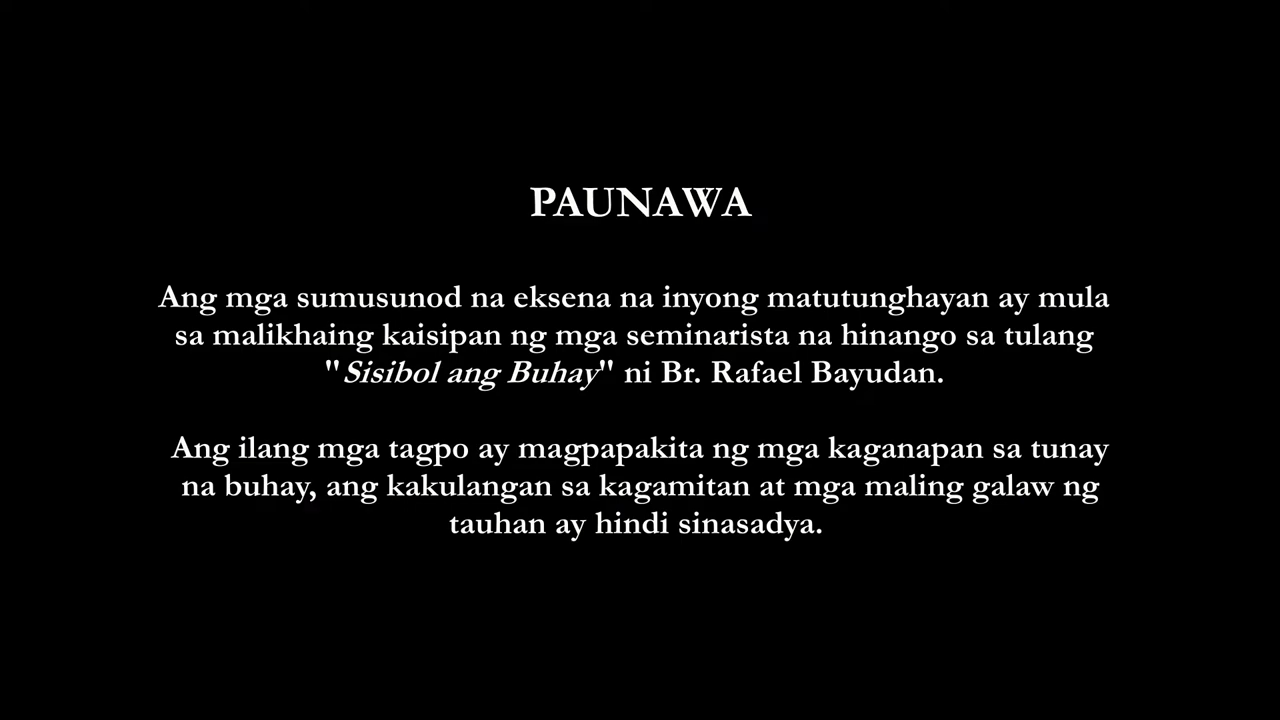 PAUNAWA
Ang mga sumusunod na eksena na inyong matutunghayan ay mula
sa malikhaing kaisipan ng mga seminarista na hinango sa tulang
"Sisibol ang Buhay" ni Br. Rafael Bayudan.
Ang ilang mga tagpo ay magpapakita ng mga kaganapan sa tunay
na buhay, ang kakulangan sa kagamitan at mga maling galaw ng
tauhan ay hindi sinasadya.